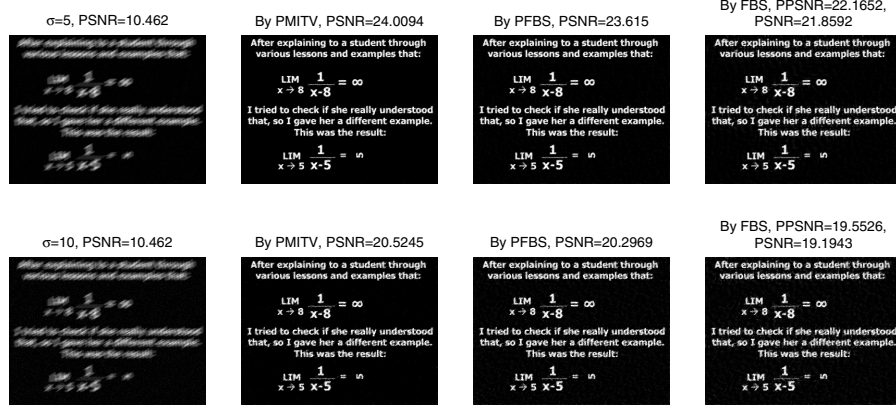 σ=5, PSNR=10.462
By PMITV, PSNR=24.0094
After explaining to a student through
various lessons and examples that:
LIM x → 8 1/x-8 = ∞
I tried to check if she really understood
that, so I gave her a different example.
This was the result:
LIM x → 5 1/x-5 = 5
By PFBS, PSNR=23.615
After explaining to a student through
various lessons and examples that:
LIM x → 8 1/x-8 = ∞
I tried to check if she really understood
that, so I gave her a different example.
This was the result:
LIM x → 5 1/x-5 = 5
By FBS, PPSNR=22.1652,
PSNR=21.8592
After explaining to a student through
various lessons and examples that:
LIM x → 8 1/x-8 = ∞
I tried to check if she really understood
that, so I gave her a different example.
This was the result:
LIM x → 5 1/x-5 = 5
σ=10, PSNR=10.462
By PMITV, PSNR=20.5245
After explaining to a student through
various lessons and examples that:
LIM x → 8 1/x-8 = ∞
I tried to check if she really understood
that, so I gave her a different example.
This was the result:
LIM x → 5 1/x-5 = 5
By PFBS, PSNR=20.2969
After explaining to a student through
various lessons and examples that:
LIM x → 8 1/x-8 = ∞
I tried to check if she really understood
that, so I gave her a different example.
This was the result:
LIM x → 5 1/x-5 = 5
By FBS, PPSNR=19.5526,
PSNR=19.1943
After explaining to a student through
various lessons and examples that:
LIM x → 8 1/x-8 = ∞
I tried to check if she really understood
that, so I gave her a different example.
This was the result:
LIM x → 5 1/x-5 = 5